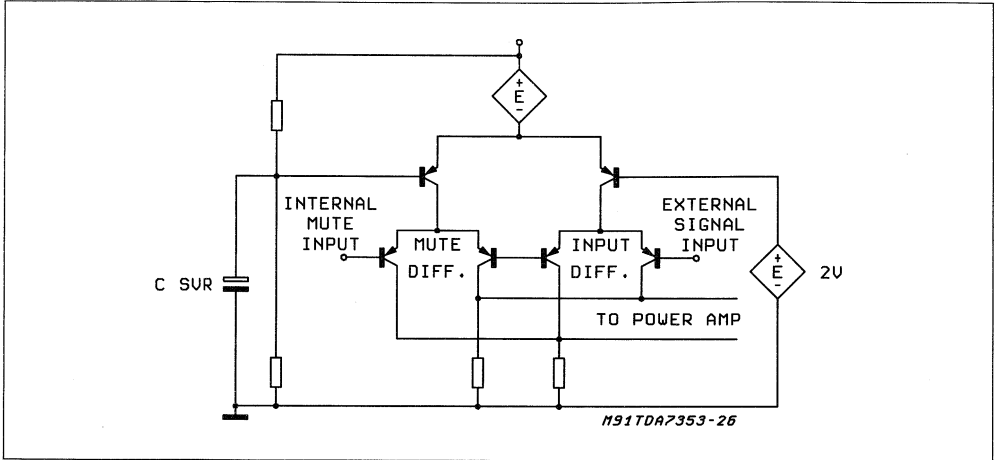 +
E
-
INTERNAL
MUTE
INPUT
MUTE
DIFF.
INPUT
DIFF.
EXTERNAL
SIGNAL
INPUT
+
E
-
2V
C SVR
TO POWER AMP
M91TDA7353-26